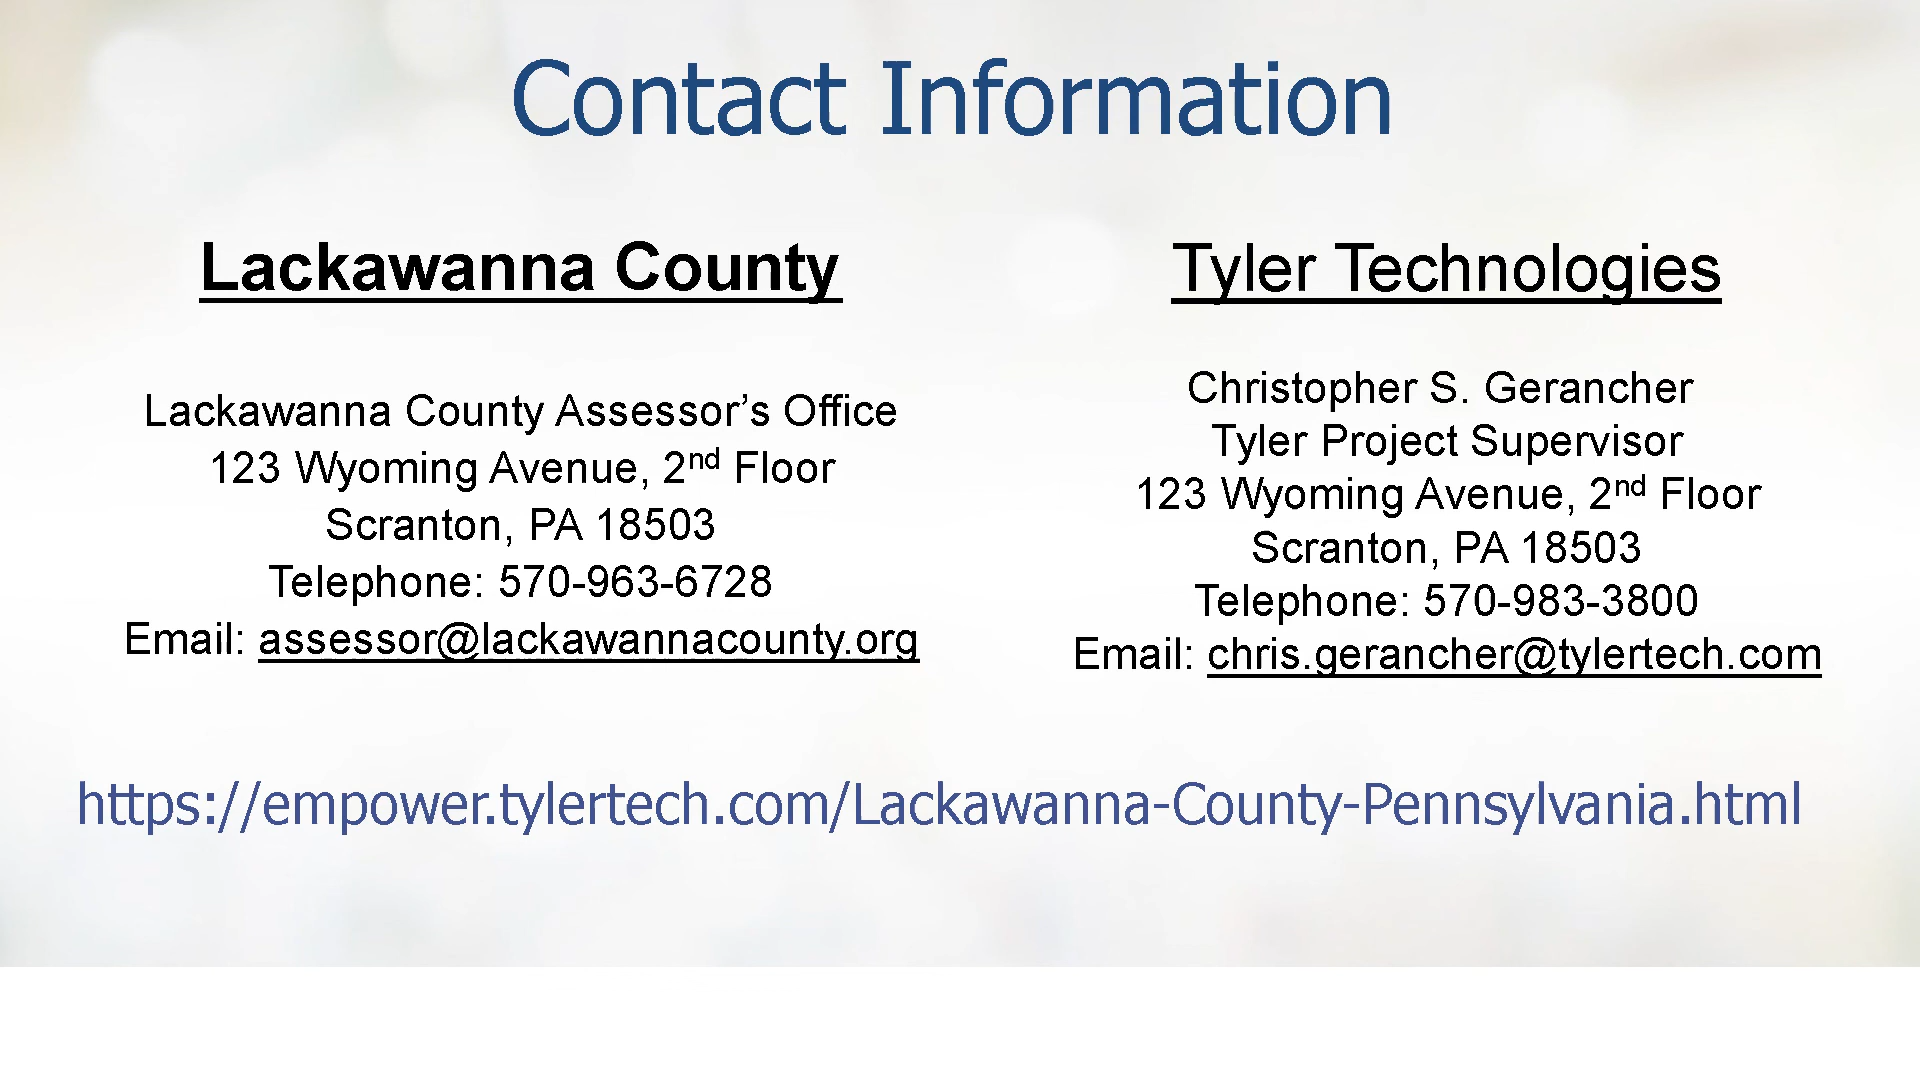 Contact Information
Lackawanna County
Lackawanna County Assessor’s Office
123 Wyoming Avenue, 2nd Floor
Scranton, PA 18503
Telephone: 570-963-6728
Email: assessor@lackawannacounty.org
Tyler Technologies
Christopher S. Gerancher
Tyler Project Supervisor
123 Wyoming Avenue, 2nd Floor
Scranton, PA 18503
Telephone: 570-983-3800
Email: chris.gerancher@tylertech.com
https://empower.tylertech.com/Lackawanna-County-Pennsylvania.html